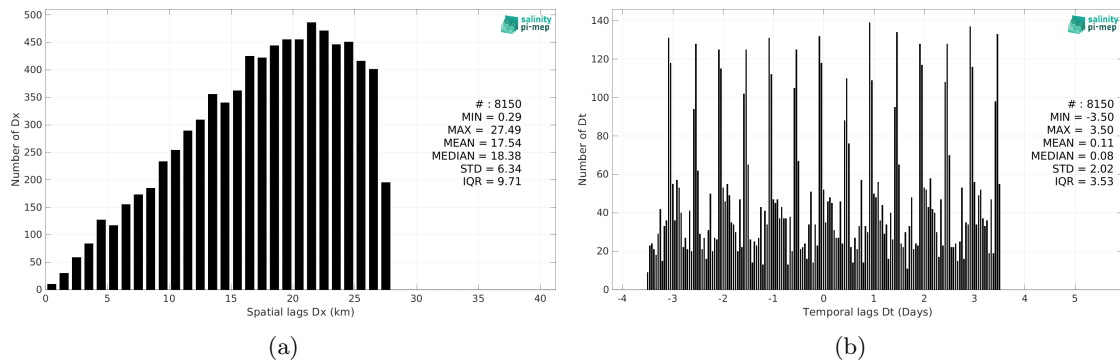 500
450
400
350
300
250
200
150
100
50
0
Number of Dx
salinity
pi-mep
# : 8150
MIN = 0.29
MAX = 27.49
MEAN = 17.54
MEDIAN = 18.38
STD = 6.34
IQR = 9.71
0 5 10 15 20 25 30 35 40
Spatial lags Dx (km)
(a)
140
120
100
80
60
40
20
0
Number of Dt
salinity
pi-mep
# : 8150
MIN = -3.50
MAX = 3.50
MEAN = 0.11
MEDIAN = 0.08
STD = 2.02
IQR = 3.53
-4 -3 -2 -1 0 1 2 3 4 5
Temporal lags Dt (Days)
(b)